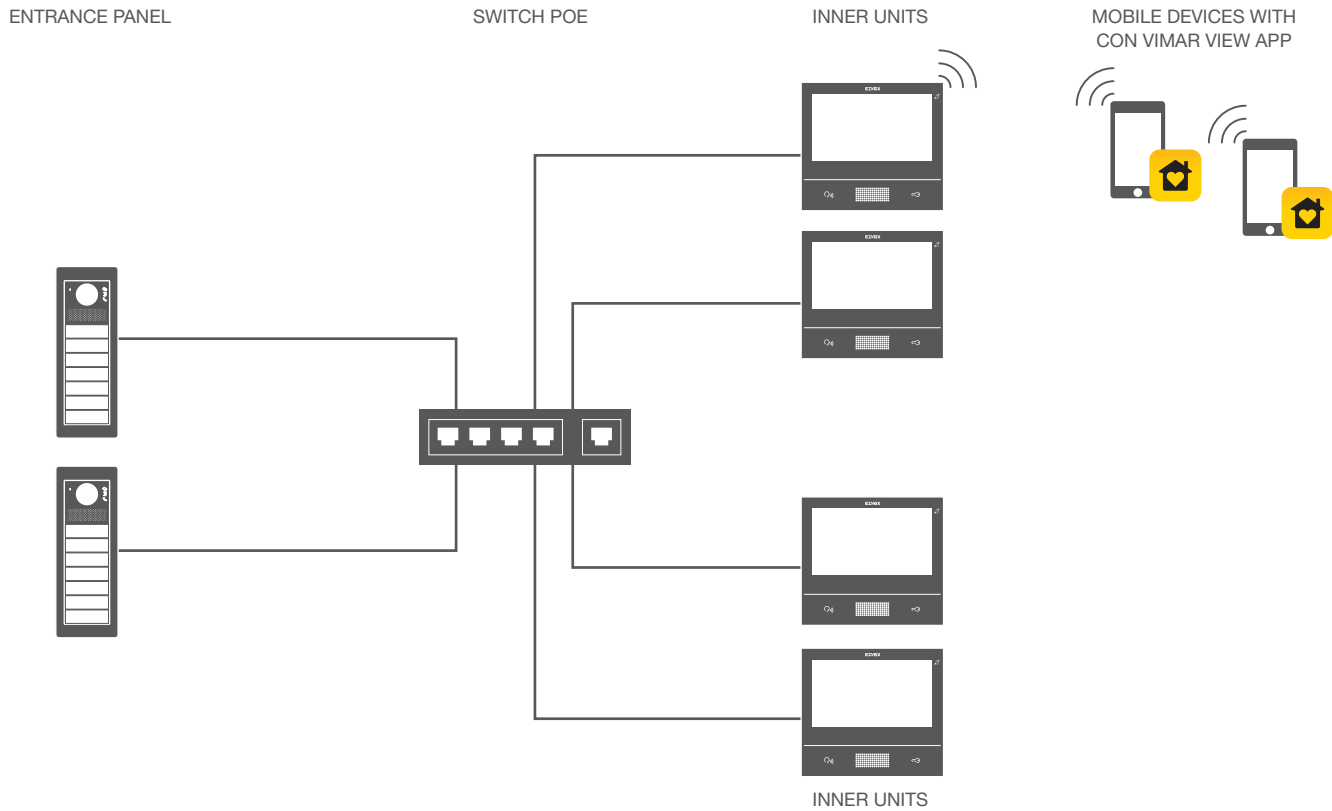 ENTRANCE PANEL
SWITCH POE
INNER UNITS
MOBILE DEVICES WITH
CON VIMAR VIEW APP
ELVOX
ELVOX
ELVOX
ELVOX
INNER UNITS